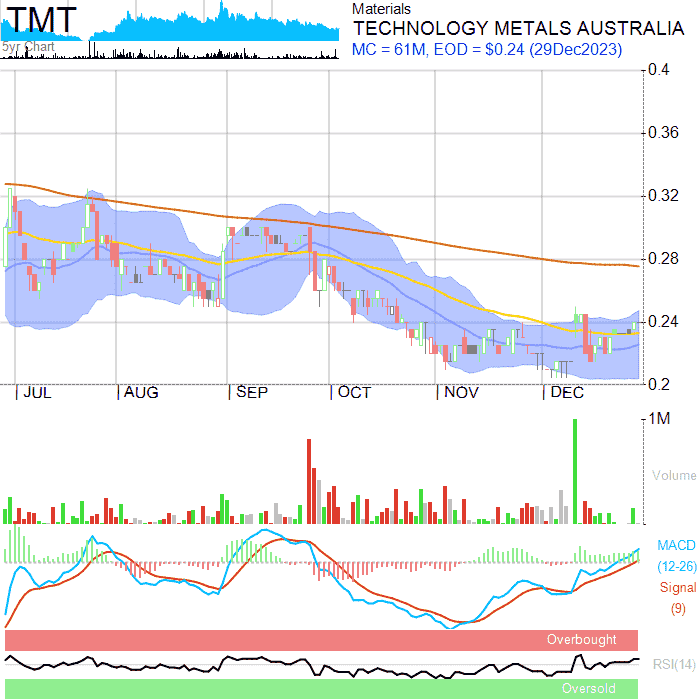 TMT
5yr Chart
Materials
TECHNOLOGY METALS AUSTRALIA
MC = 61M, EOD = $0.24 (29Dec2023)
0.4
0.36
0.32
0.28
0.24
0.2
JUL AUG SEP OCT NOV DEC
1M
Volume
MACD
(12-26)
Signal
(9)
Overbought
RSI(14)
Oversold